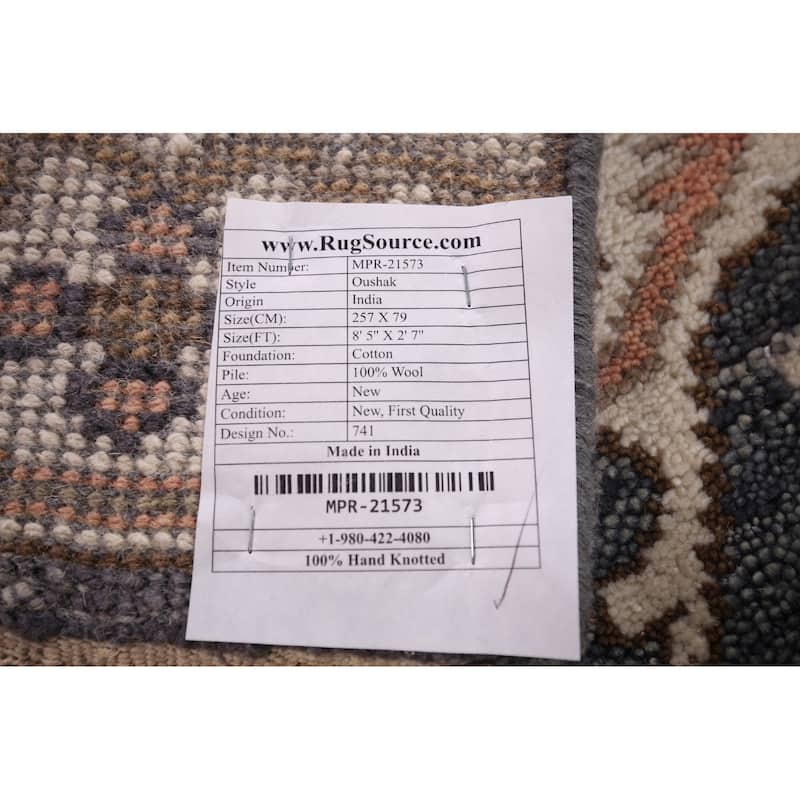 www.RugSource.com
Item Number: MPR-21573
Style Oushak
Origin India
Size(CM): 257 X 79
Size(FT): 8' 5" X 2' 7"
Foundation: Cotton
Pile: 100% Wool
Age: New
Condition: New, First Quality
Design No.: 741
Made in India
MPR-21573
+1-980-422-4080
100% Hand Knotted